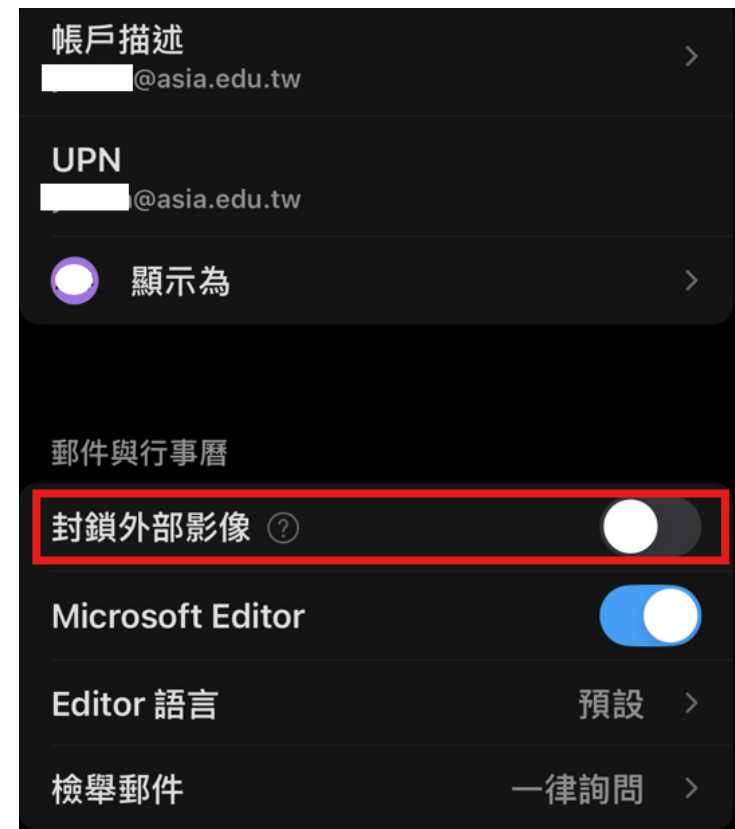 帳戶描述
@asia.edu.tw
UPN
@asia.edu.tw
顯示為
郵件與行事曆
封鎖外部影像 ?
Microsoft Editor
Editor 語言 預設
檢舉郵件 一律詢問